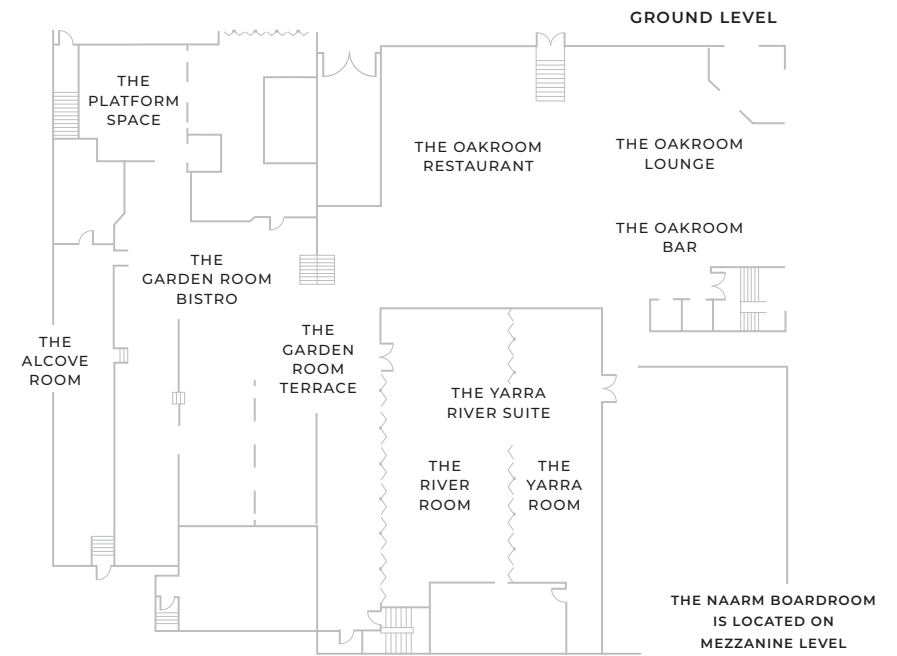 GROUND LEVEL
THE
PLATFORM
SPACE
THE OAKROOM
RESTAURANT
THE OAKROOM
LOUNGE
THE OAKROOM
BAR
THE
GARDEN ROOM
BISTRO
THE
ALCOVE
ROOM
THE
GARDEN
ROOM
TERRACE
THE YARRA
RIVER SUITE
THE
RIVER
ROOM
THE
YARRA
ROOM
THE NAARM BOARDROOM
IS LOCATED ON
MEZZANINE LEVEL